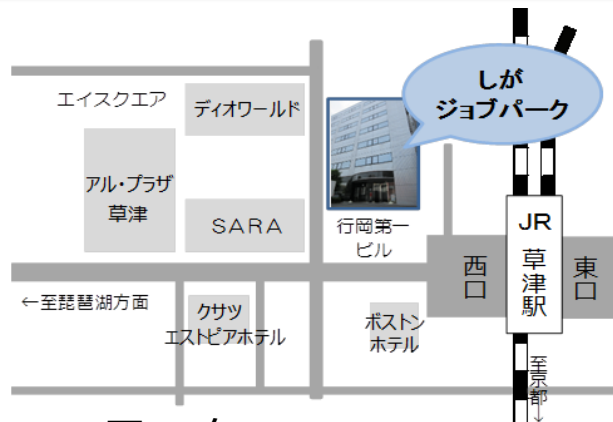 しが
ジョブパーク
エイスクエア
ディオワールド
アル・プラザ
草津
SARA
行岡第一
ビル
JR
草津駅
西口
東口
←至琵琶湖方面
クサツ
エストピアホテル
ボストン
ホテル
至京都→